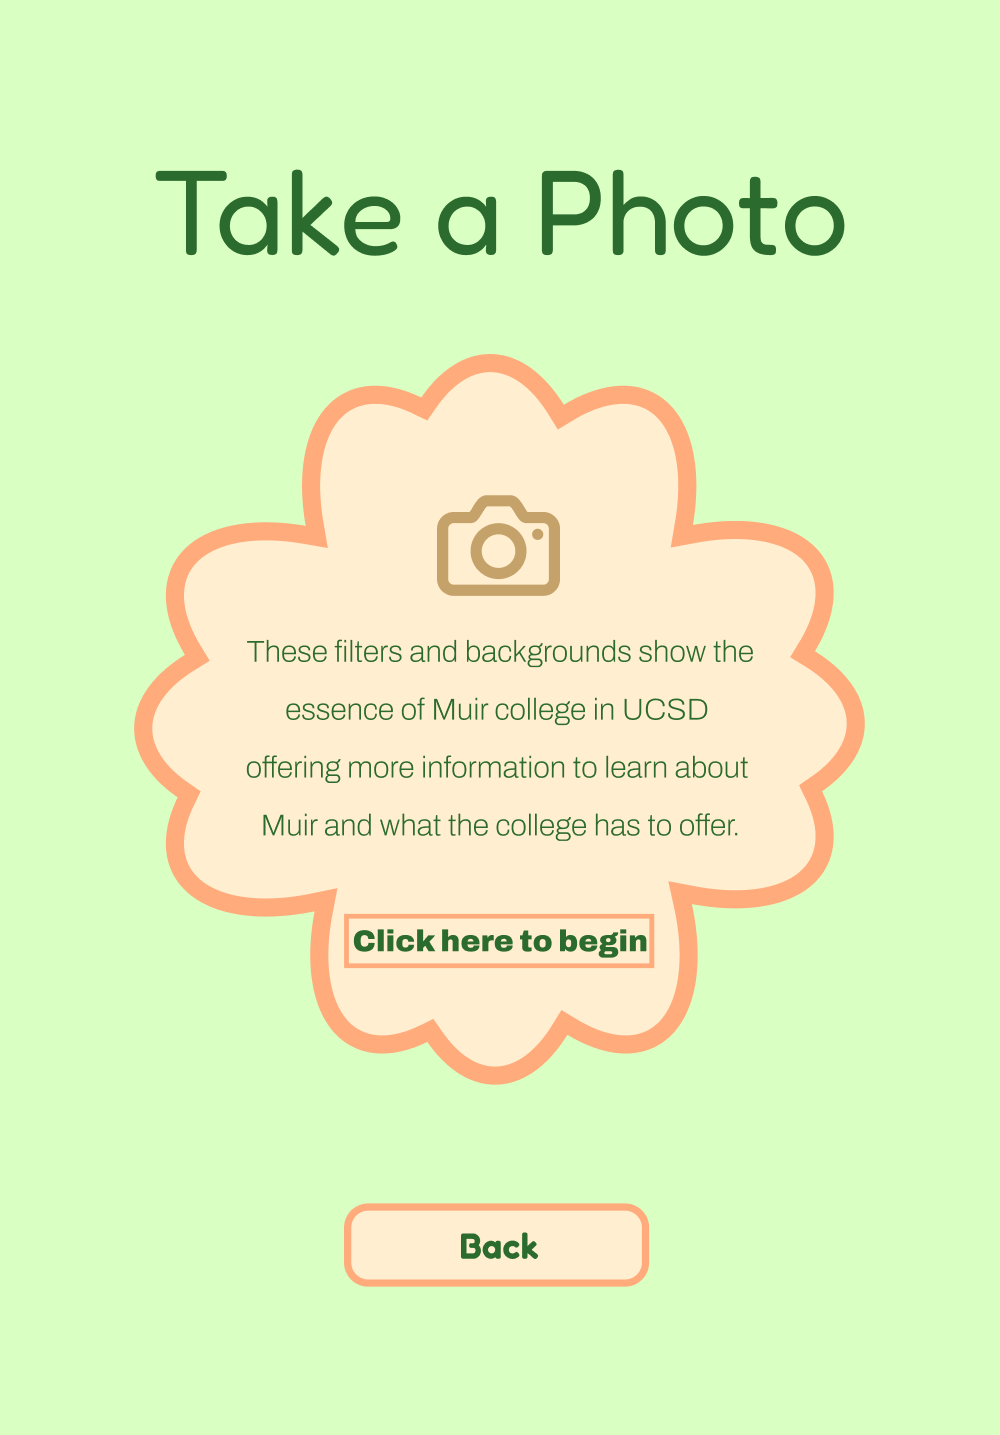 Take a Photo
These filters and backgrounds show the
essence of Muir college in UCSD
offering more information to learn about
Muir and what the college has to offer.
Click here to begin
Back